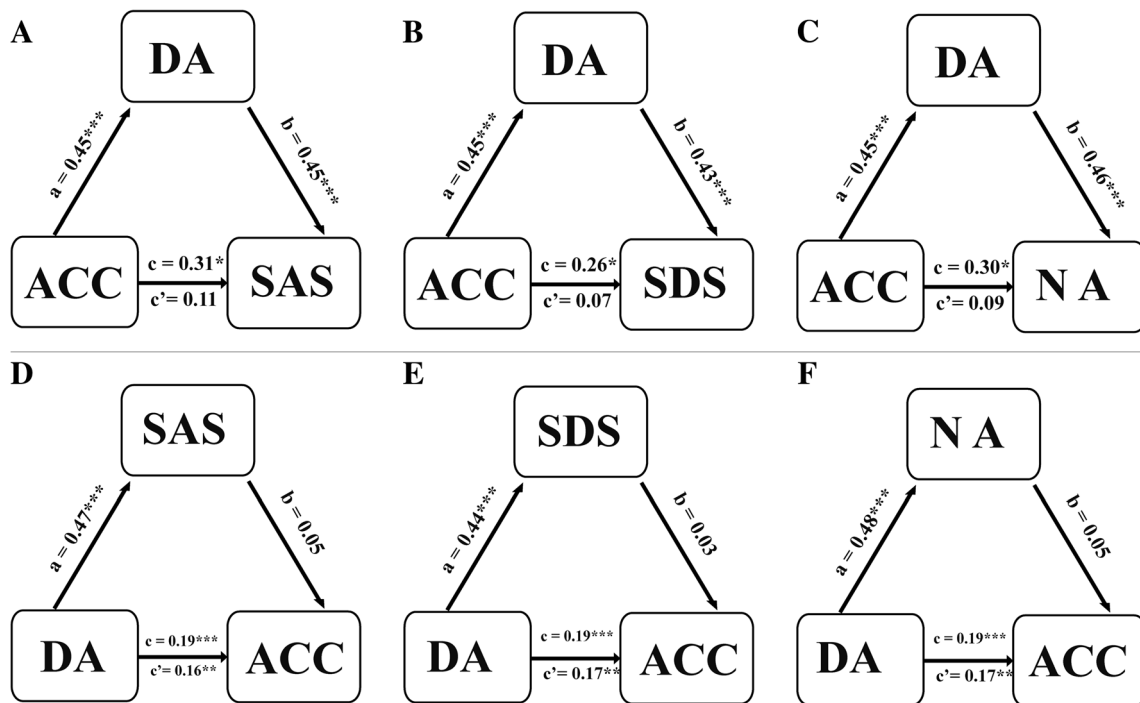 A
DA
a = 0.45***
b = 0.45***
ACC
c = 0.31*
c’= 0.11
SAS
B
DA
a = 0.45***
b = 0.43***
ACC
c = 0.26*
c’= 0.07
SDS
C
DA
a = 0.45***
b = 0.46***
ACC
c = 0.30*
c’= 0.09
N A
D
SAS
a = 0.47***
b = 0.05
DA
c = 0.19***
c’= 0.16**
ACC
E
SDS
a = 0.44***
b = 0.03
DA
c = 0.19***
c’= 0.17**
ACC
F
N A
a = 0.48***
b = 0.05
DA
c = 0.19***
c’= 0.17**
ACC